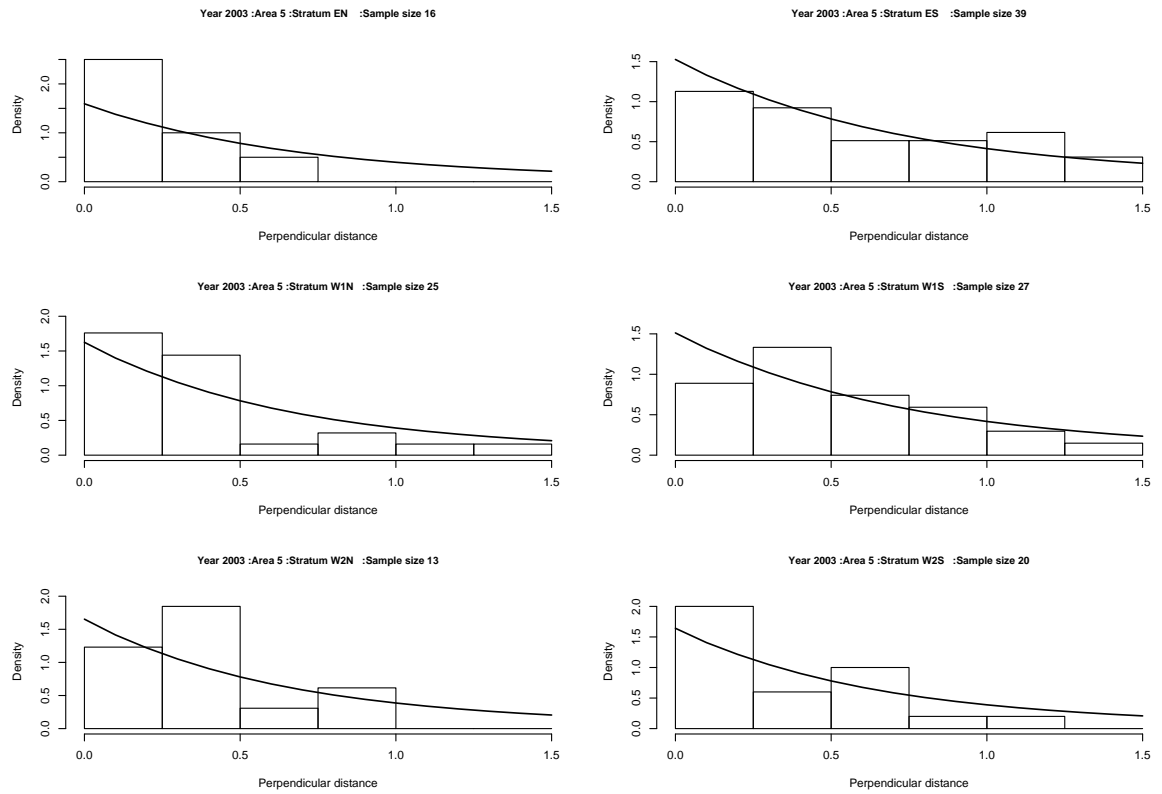 Year 2003 :Area 5 :Stratum EN :Sample size 16
Density
0.0 1.0 2.0
0.0 0.5 1.0 1.5
Perpendicular distance
Year 2003 :Area 5 :Stratum ES :Sample size 39
Density
0.0 0.5 1.0 1.5
0.0 0.5 1.0 1.5
Perpendicular distance
Year 2003 :Area 5 :Stratum W1N :Sample size 25
Density
0.0 0.5 1.0 1.5 2.0
0.0 0.5 1.0 1.5
Perpendicular distance
Year 2003 :Area 5 :Stratum W1S :Sample size 27
Density
0.0 0.5 1.0 1.5
0.0 0.5 1.0 1.5
Perpendicular distance
Year 2003 :Area 5 :Stratum W2N :Sample size 13
Density
0.0 0.5 1.0 1.5 2.0
0.0 0.5 1.0 1.5
Perpendicular distance
Year 2003 :Area 5 :Stratum W2S :Sample size 20
Density
0.0 0.5 1.0 1.5 2.0
0.0 0.5 1.0 1.5
Perpendicular distance